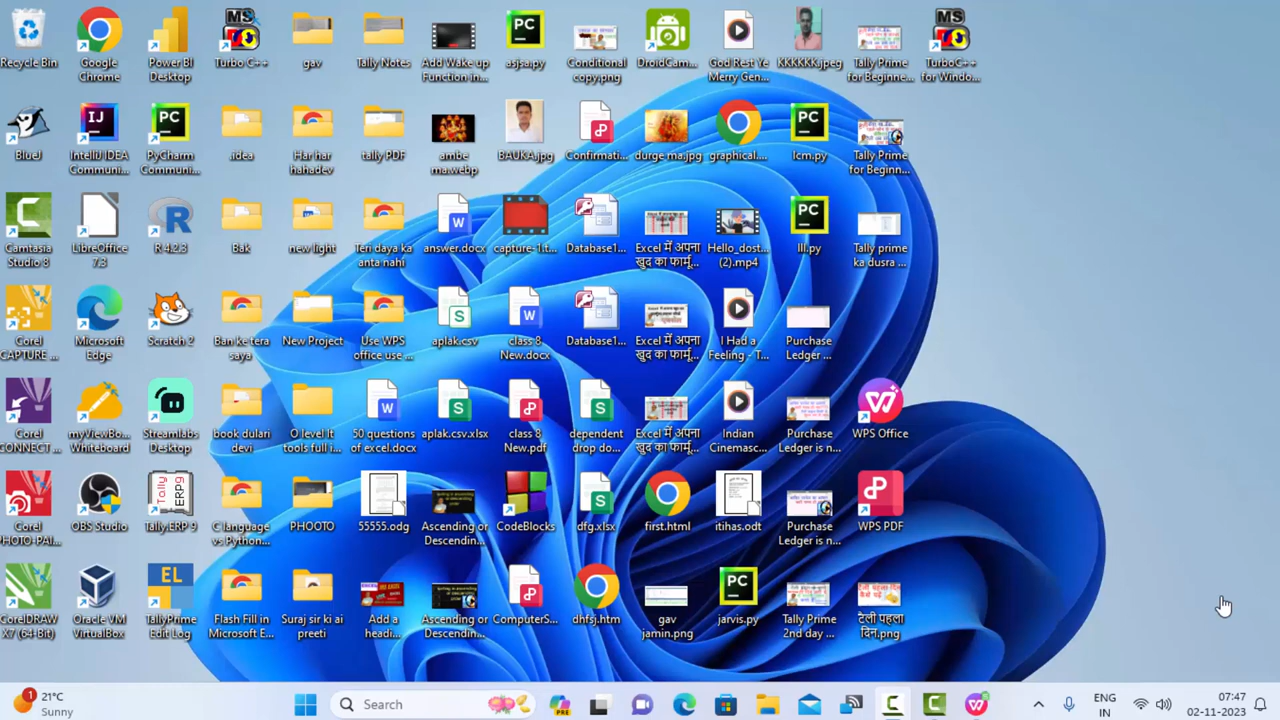 Recycle Bin
Google
Chrome
Power BI
Desktop
Turbo C++
gav
Tally Notes
Add Wake up
Function in...
asjsa.py
Conditional
copy.png
DroidCam...
God Rest Ye
Merry Gen...
KKKKKK.jpeg
Tally Prime
for Beginne...
TurboC++
for Windo...
BlueJ
IntelliJ IDEA
Communi...
PyCharm
Communi...
.idea
Har har
hahadev
tally PDF
ambe
ma.webp
BAUKA.jpg
Confirmati...
durge ma.jpg
graphical....
lcm.py
Tally Prime
for Beginn...
Camtasia
Studio 8
LibreOffice
7.3
R 4.2.3
Bak
new light
Teri daya ka
anta nahi
answer.docx
capture-1.t...
Database1...
Excel में अपना
खुद का फार्मू...
Hello_dost...
(2).mp4
lll.py
Tally prime
ka dusra ...
Corel
CAPTURE ...
Microsoft
Edge
Scratch 2
Ban ke tera
saya
New Project
Use WPS
office use ...
aplak.csv
class 8
New.docx
Database1...
Excel में अपना
खुद का फार्मू...
I Had a
Feeling - T...
Purchase
Ledger ...
Corel
CONNECT...
myViewBo...
Whiteboard
Streamlabs
Desktop
book dulari
devi
O level It
tools full i...
50 questions
of excel.docx
aplak.csv.xlsx
class 8
New.pdf
dependent
drop do...
Excel में अपना
खुद का फार्मू...
Indian
Cinemasc...
Purchase
Ledger is n...
WPS Office
Corel
PHOTO-PAI...
OBS Studio
Tally.ERP 9
C language
vs Python...
PHOOTO
55555.odg
Ascending or
Descendin...
CodeBlocks
dfg.xlsx
first.html
itihas.odt
Purchase
Ledger is n...
WPS PDF
CorelDRAW
X7 (64-Bit)
Oracle VM
VirtualBox
TallyPrime
Edit Log
Flash Fill in
Microsoft E...
Suraj sir ki ai
preeti
Add a
headi...
Ascending or
Descendin...
ComputerS...
dhfsj.htm
gav
jamin.png
jarvis.py
Tally Prime
2nd day ...
टैली पहला
दिन.png
1
21°C
Sunny
Search
PRE
ENG
IN
07:47
02-11-2023